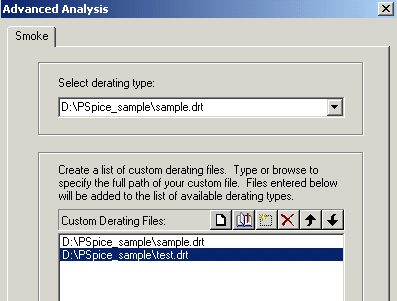 Advanced Analysis
Smoke
Select derating type:
D:\PSpice_sample\sample.drt
Create a list of custom derating files. Type or browse to
specify the full path of your custom file. Files entered below
will be added to the list of available derating types.
Custom Derating Files:
D:\PSpice_sample\sample.drt
D:\PSpice_sample\test.drt